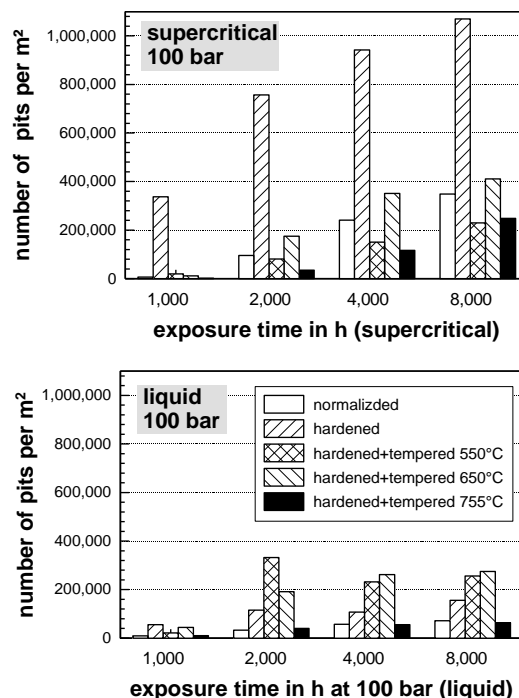 number of pits per m²
1,000,000
800,000
600,000
400,000
200,000
0
supercritical
100 bar
1,000
2,000
4,000
8,000
exposure time in h (supercritical)
number of pits per m²
1,000,000
800,000
600,000
400,000
200,000
0
liquid
100 bar
normalizded
hardened
hardened+tempered 550°C
hardened+tempered 650°C
hardened+tempered 755°C
1,000
2,000
4,000
8,000
exposure time in h at 100 bar (liquid)